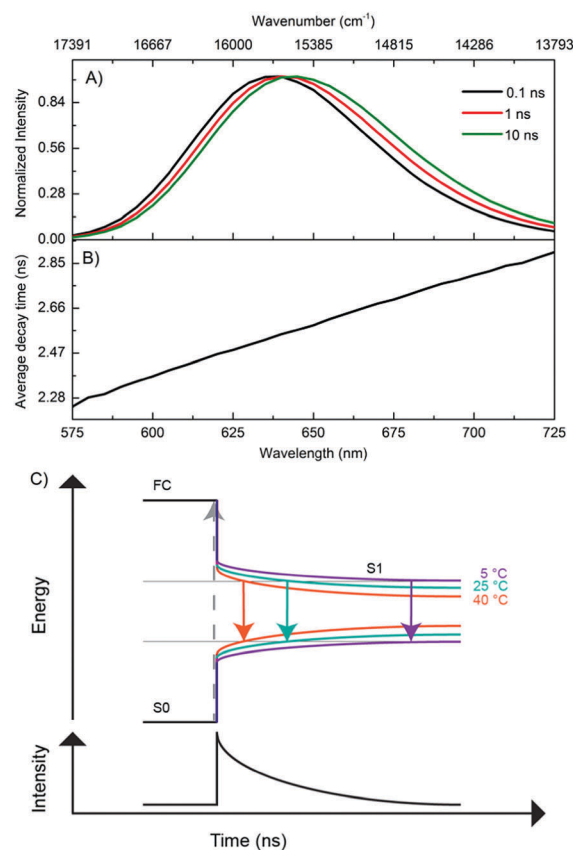 Wavenumber (cm⁻¹)
17391 16667 16000 15385 14815 14286 13793
A)
Normalized Intensity
0.84
0.56
0.28
0.00
0.1 ns
1 ns
10 ns
B)
Average decay time (ns)
2.85
2.66
2.47
2.28
575 600 625 650 675 700 725
Wavelength (nm)
C)
FC
S1
5 °C
25 °C
40 °C
Energy
S0
Intensity
Time (ns)